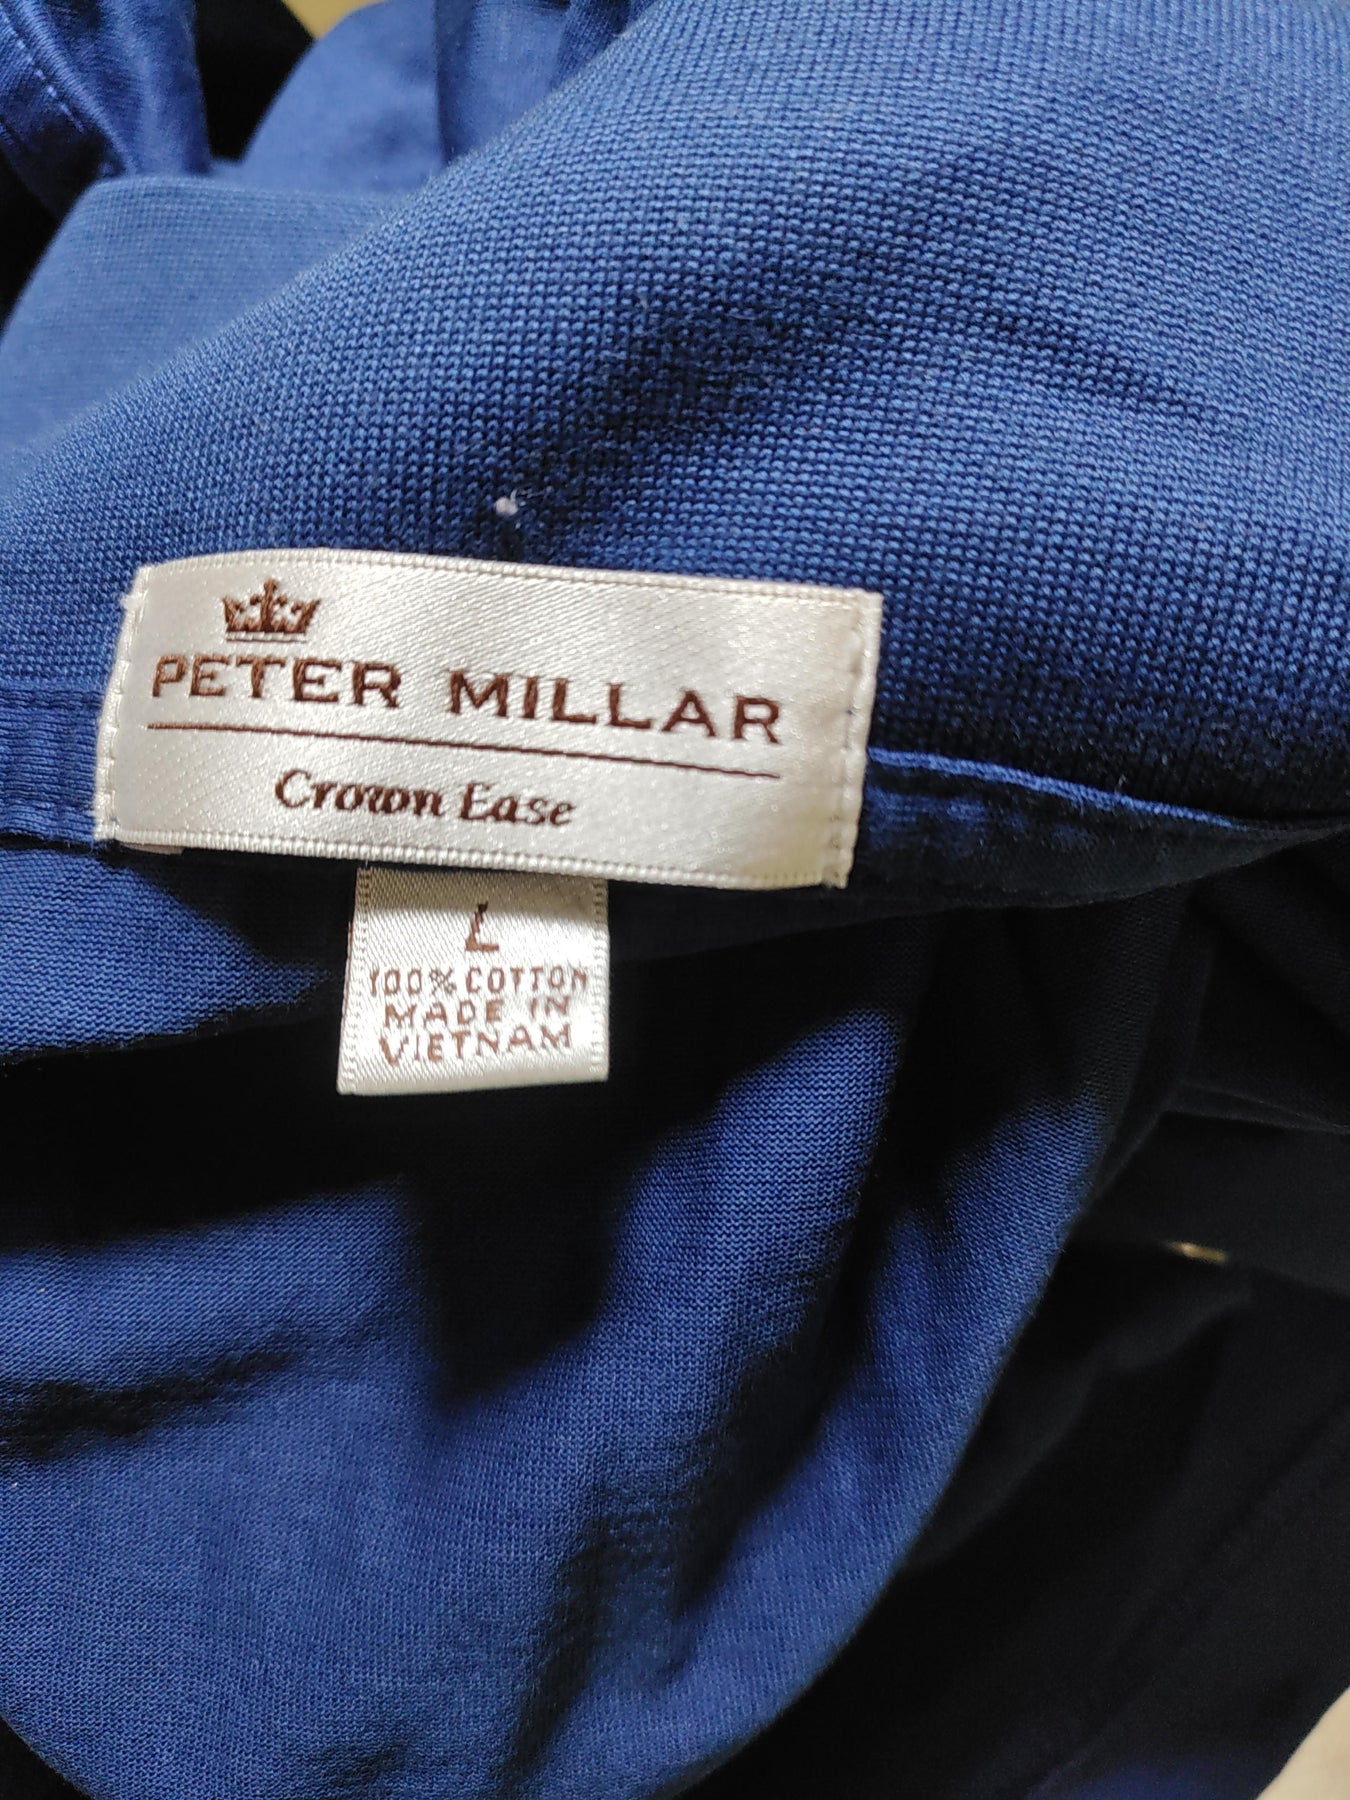 PETER MILLAR
Crown Ease
L
100% COTTON
MADE IN
VIETNAM